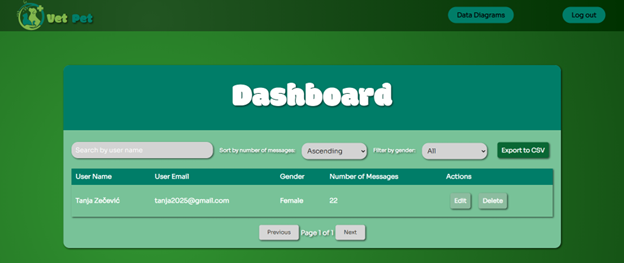 Vet Pet
Data Diagrams
Log out
Dashboard
Search by user name
Sort by number of messages:
Ascending
Filter by gender:
All
Export to CSV
User Name User Email Gender Number of Messages Actions
Tanja Zečević tanja2025@gmail.com Female 22 Edit Delete
Previous Page 1 of 1 Next